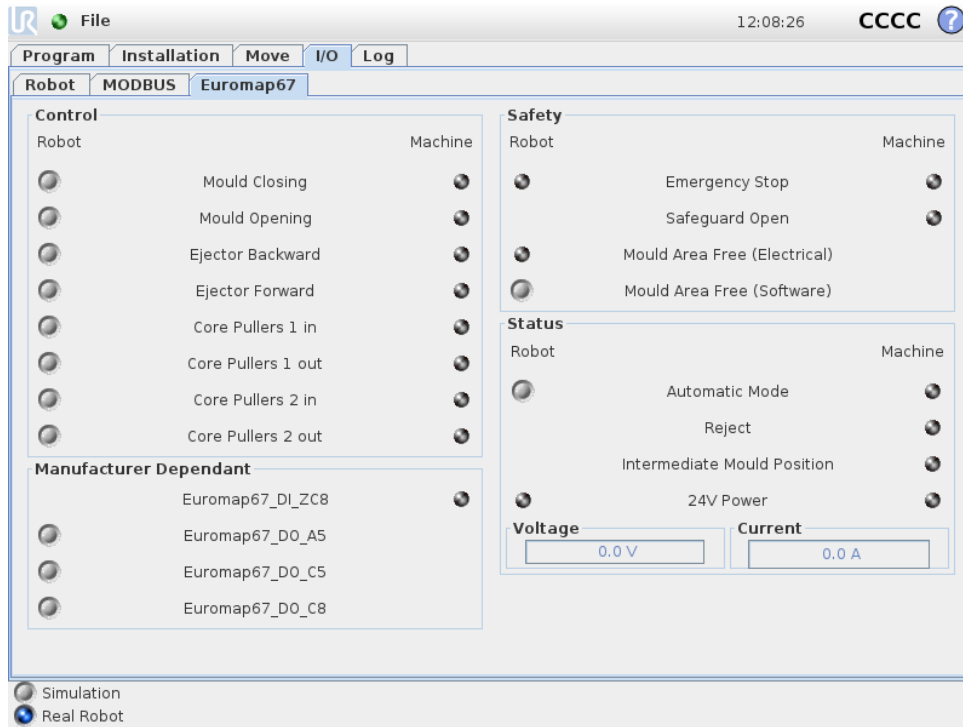 UR File 12:08:26 CCCC ?
Program Installation Move I/O Log
Robot MODBUS Euromap67
Control
Robot Machine
Mould Closing
Mould Opening
Ejector Backward
Ejector Forward
Core Pullers 1 in
Core Pullers 1 out
Core Pullers 2 in
Core Pullers 2 out
Manufacturer Dependant
Euromap67_DI_ZC8
Euromap67_DO_A5
Euromap67_DO_C5
Euromap67_DO_C8
Safety
Robot Machine
Emergency Stop
Safeguard Open
Mould Area Free (Electrical)
Mould Area Free (Software)
Status
Robot Machine
Automatic Mode
Reject
Intermediate Mould Position
24V Power
Voltage Current
0.0 V 0.0 A
Simulation
Real Robot